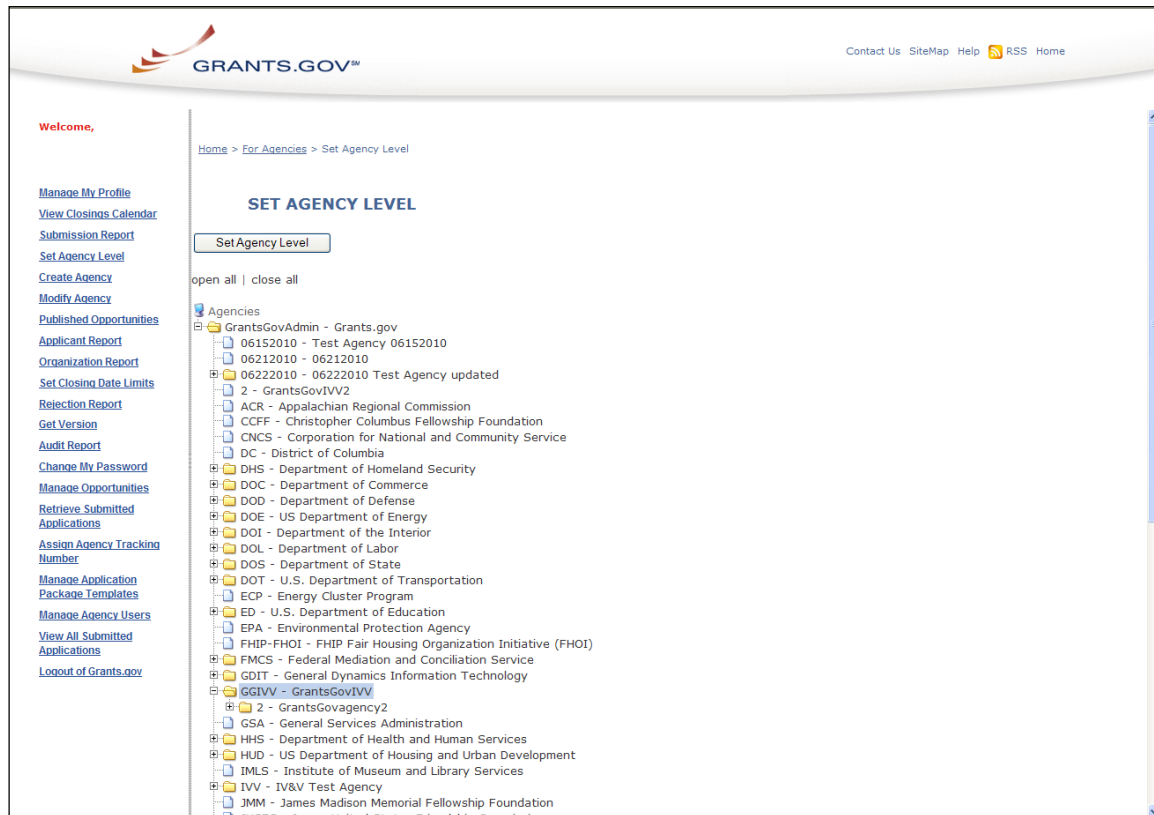 GRANTS.GOV℠
Contact Us SiteMap Help RSS Home
Welcome,
Manage My Profile
View Closings Calendar
Submission Report
Set Agency Level
Create Agency
Modify Agency
Published Opportunities
Applicant Report
Organization Report
Set Closing Date Limits
Rejection Report
Get Version
Audit Report
Change My Password
Manage Opportunities
Retrieve Submitted
Applications
Assign Agency Tracking
Number
Manage Application
Package Templates
Manage Agency Users
View All Submitted
Applications
Logout of Grants.gov
Home > For Agencies > Set Agency Level
SET AGENCY LEVEL
Set Agency Level
open all | close all
Agencies
GrantsGovAdmin - Grants.gov
06152010 - Test Agency 06152010
06212010 - 06212010
06222010 - 06222010 Test Agency updated
2 - GrantsGovIVV2
ACR - Appalachian Regional Commission
CCFF - Christopher Columbus Fellowship Foundation
CNCS - Corporation for National and Community Service
DC - District of Columbia
DHS - Department of Homeland Security
DOC - Department of Commerce
DOD - Department of Defense
DOE - US Department of Energy
DOI - Department of the Interior
DOL - Department of Labor
DOS - Department of State
DOT - U.S. Department of Transportation
ECP - Energy Cluster Program
ED - U.S. Department of Education
EPA - Environmental Protection Agency
FHIP-FHOI - FHIP Fair Housing Organization Initiative (FHOI)
FMCS - Federal Mediation and Conciliation Service
GDIT - General Dynamics Information Technology
GGIVV - GrantsGovIVV
2 - GrantsGovagency2
GSA - General Services Administration
HHS - Department of Health and Human Services
HUD - US Department of Housing and Urban Development
IMLS - Institute of Museum and Library Services
IVV - IV&V Test Agency
JMM - James Madison Memorial Fellowship Foundation